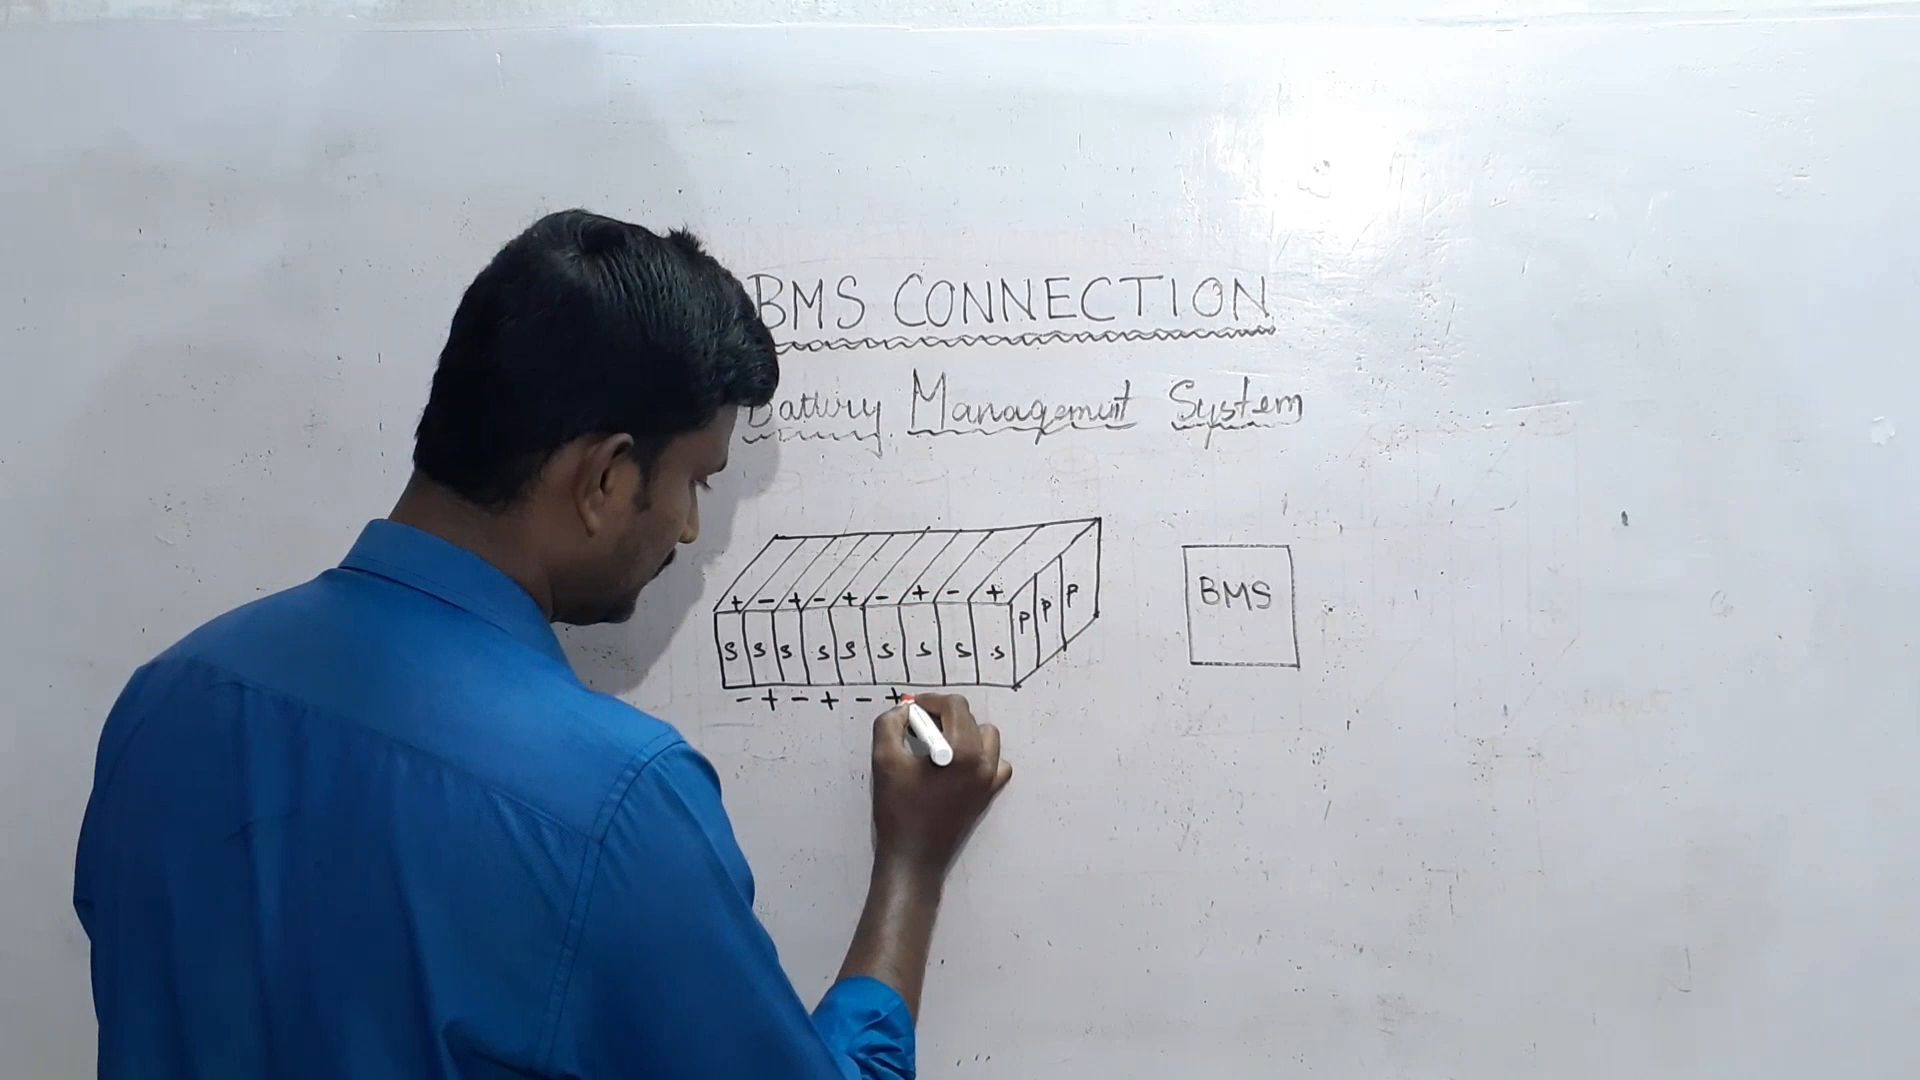 BMS CONNECTION
Battery Management System
+ - + - + - + - +
S S S S S S S S S
P P P
- + - + - +
BMS